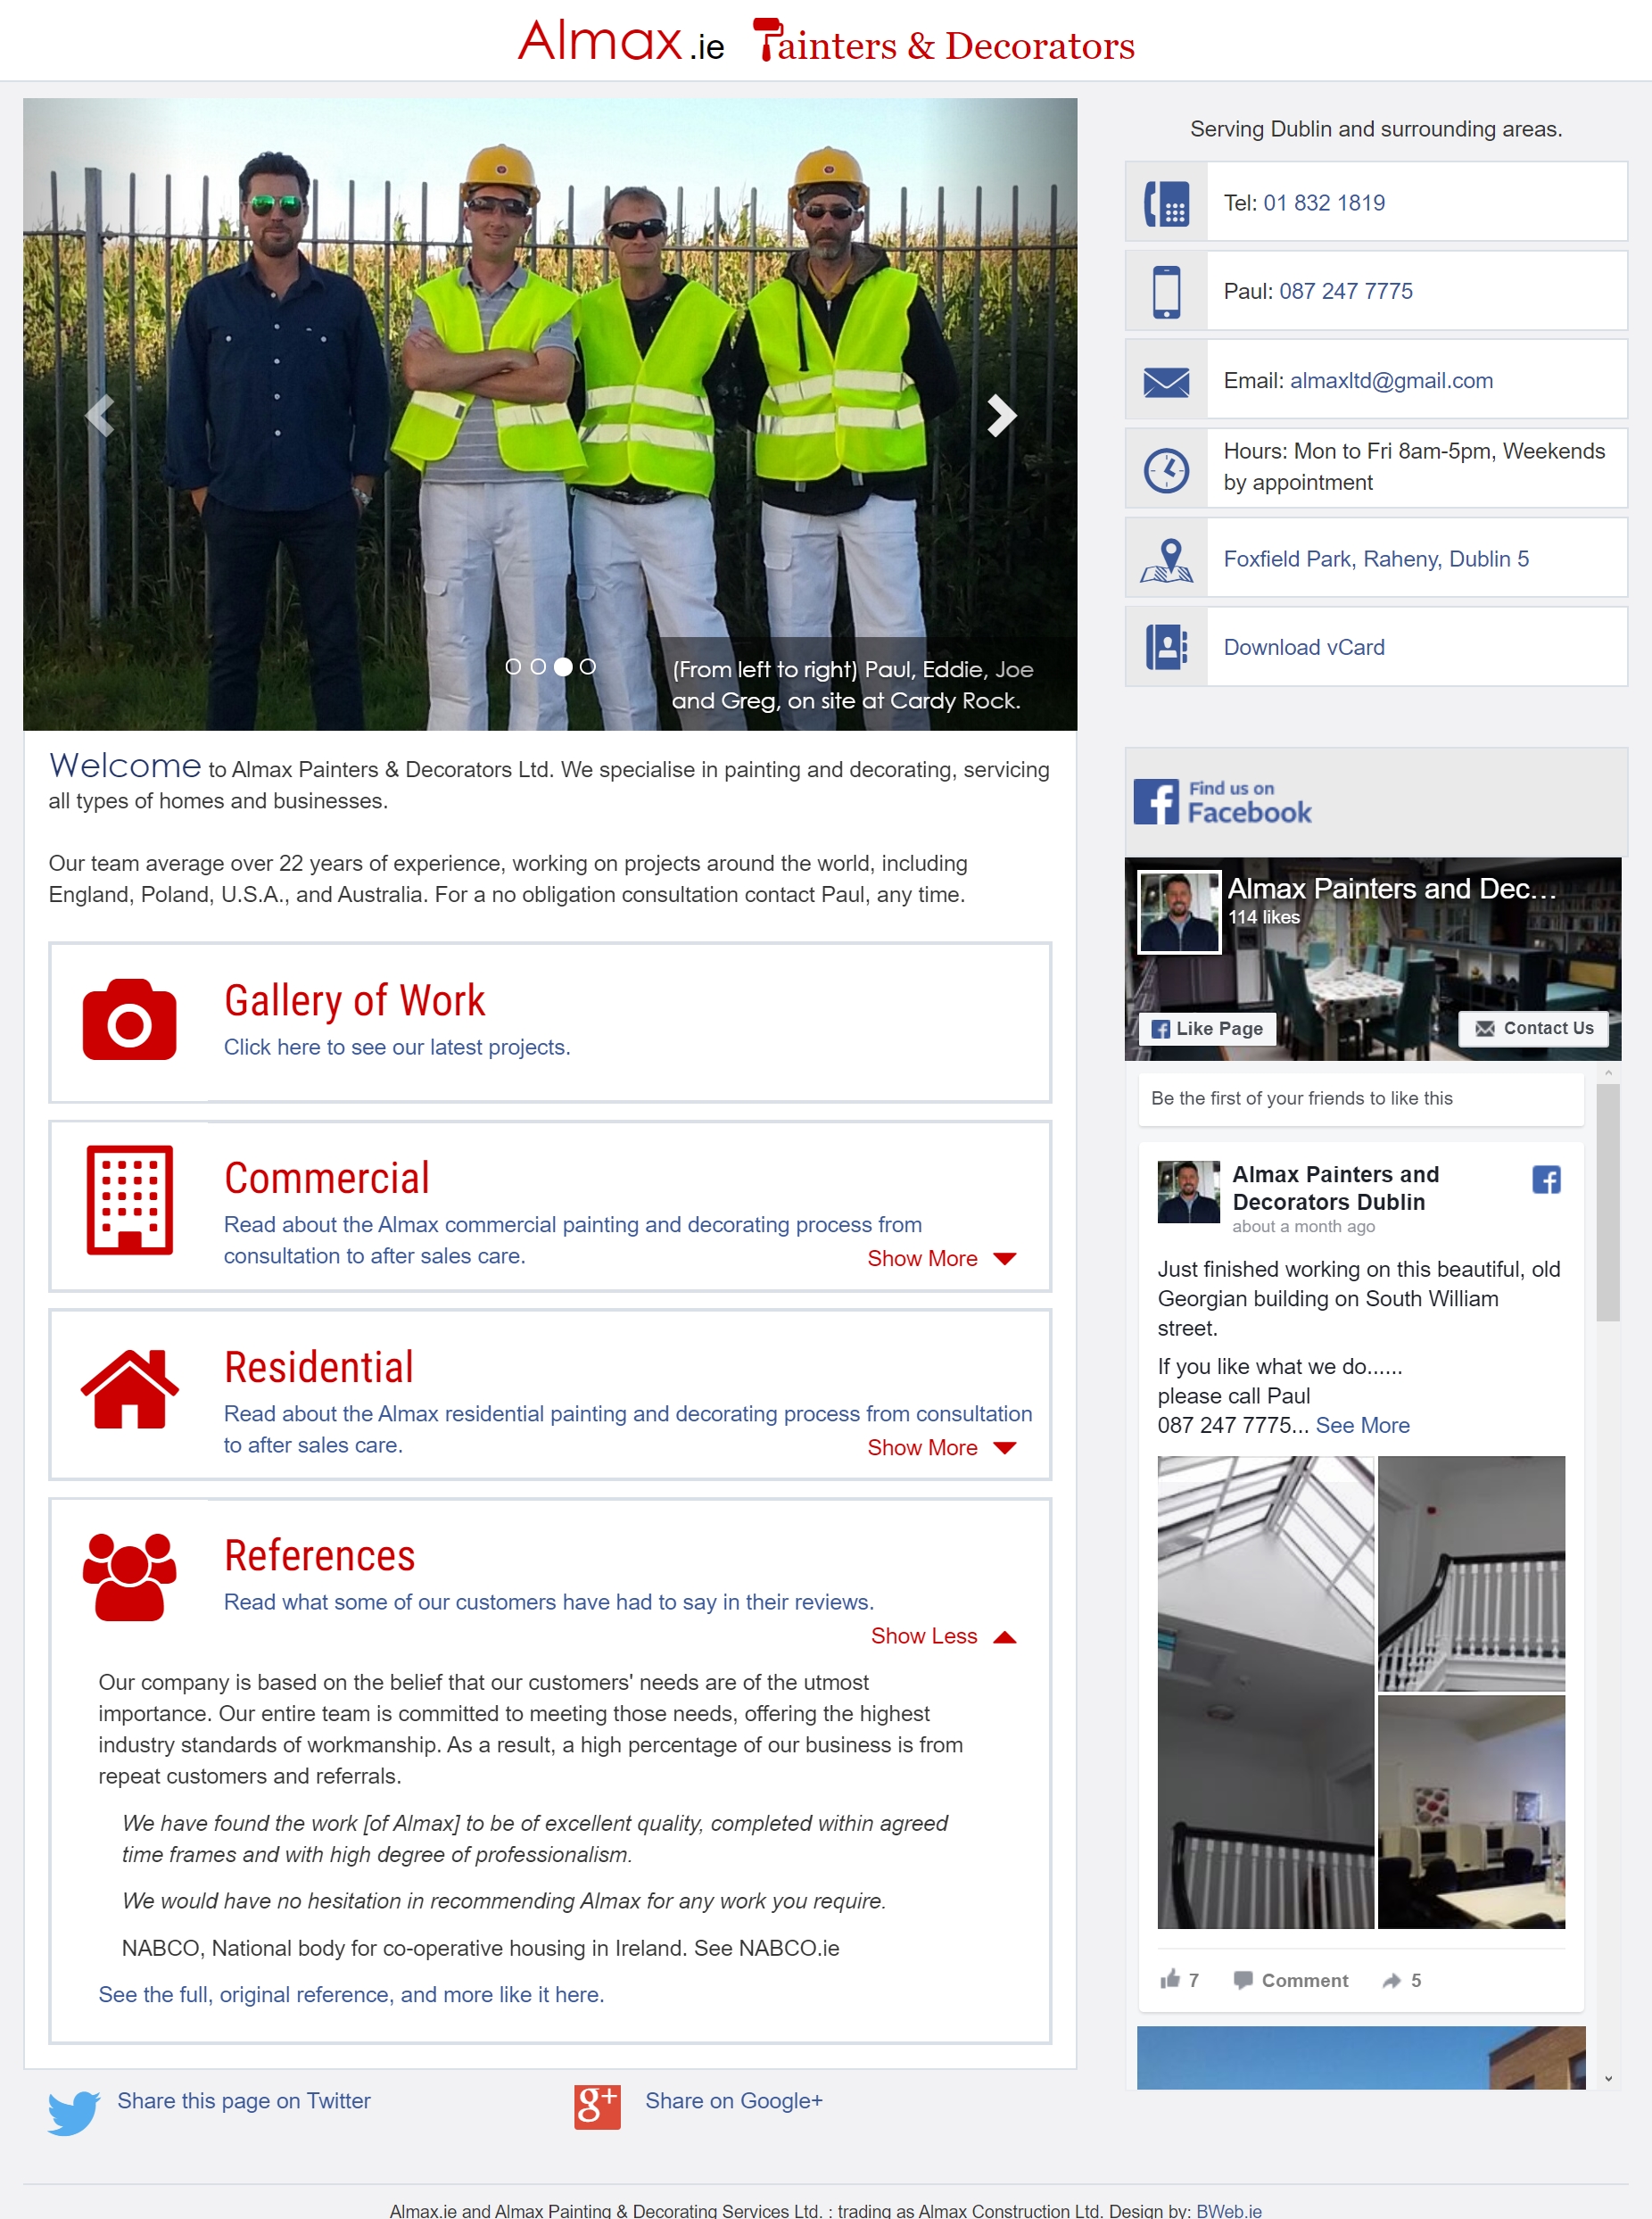 Almax.ie Painters & Decorators
(From left to right) Paul, Eddie, Joe
and Greg, on site at Cardy Rock.
Welcome to Almax Painters & Decorators Ltd. We specialise in painting and decorating, servicing
all types of homes and businesses.
Our team average over 22 years of experience, working on projects around the world, including
England, Poland, U.S.A., and Australia. For a no obligation consultation contact Paul, any time.
Gallery of Work
Click here to see our latest projects.
Commercial
Read about the Almax commercial painting and decorating process from
consultation to after sales care.
Show More
Residential
Read about the Almax residential painting and decorating process from consultation
to after sales care.
Show More
References
Read what some of our customers have had to say in their reviews.
Show Less
Our company is based on the belief that our customers' needs are of the utmost
importance. Our entire team is committed to meeting those needs, offering the highest
industry standards of workmanship. As a result, a high percentage of our business is from
repeat customers and referrals.
We have found the work [of Almax] to be of excellent quality, completed within agreed
time frames and with high degree of professionalism.
We would have no hesitation in recommending Almax for any work you require.
NABCO, National body for co-operative housing in Ireland. See NABCO.ie
See the full, original reference, and more like it here.
Share this page on Twitter
g+ Share on Google+
Serving Dublin and surrounding areas.
Tel: 01 832 1819
Paul: 087 247 7775
Email: almaxltd@gmail.com
Hours: Mon to Fri 8am-5pm, Weekends
by appointment
Foxfield Park, Raheny, Dublin 5
Download vCard
Find us on
Facebook
Almax Painters and Dec...
114 likes
Like Page
Contact Us
Be the first of your friends to like this
Almax Painters and
Decorators Dublin
about a month ago
Just finished working on this beautiful, old
Georgian building on South William
street.
If you like what we do......
please call Paul
087 247 7775... See More
7 Comment 5
Almax.ie and Almax Painting & Decorating Services Ltd. : trading as Almax Construction Ltd. Design by: BWeb.ie